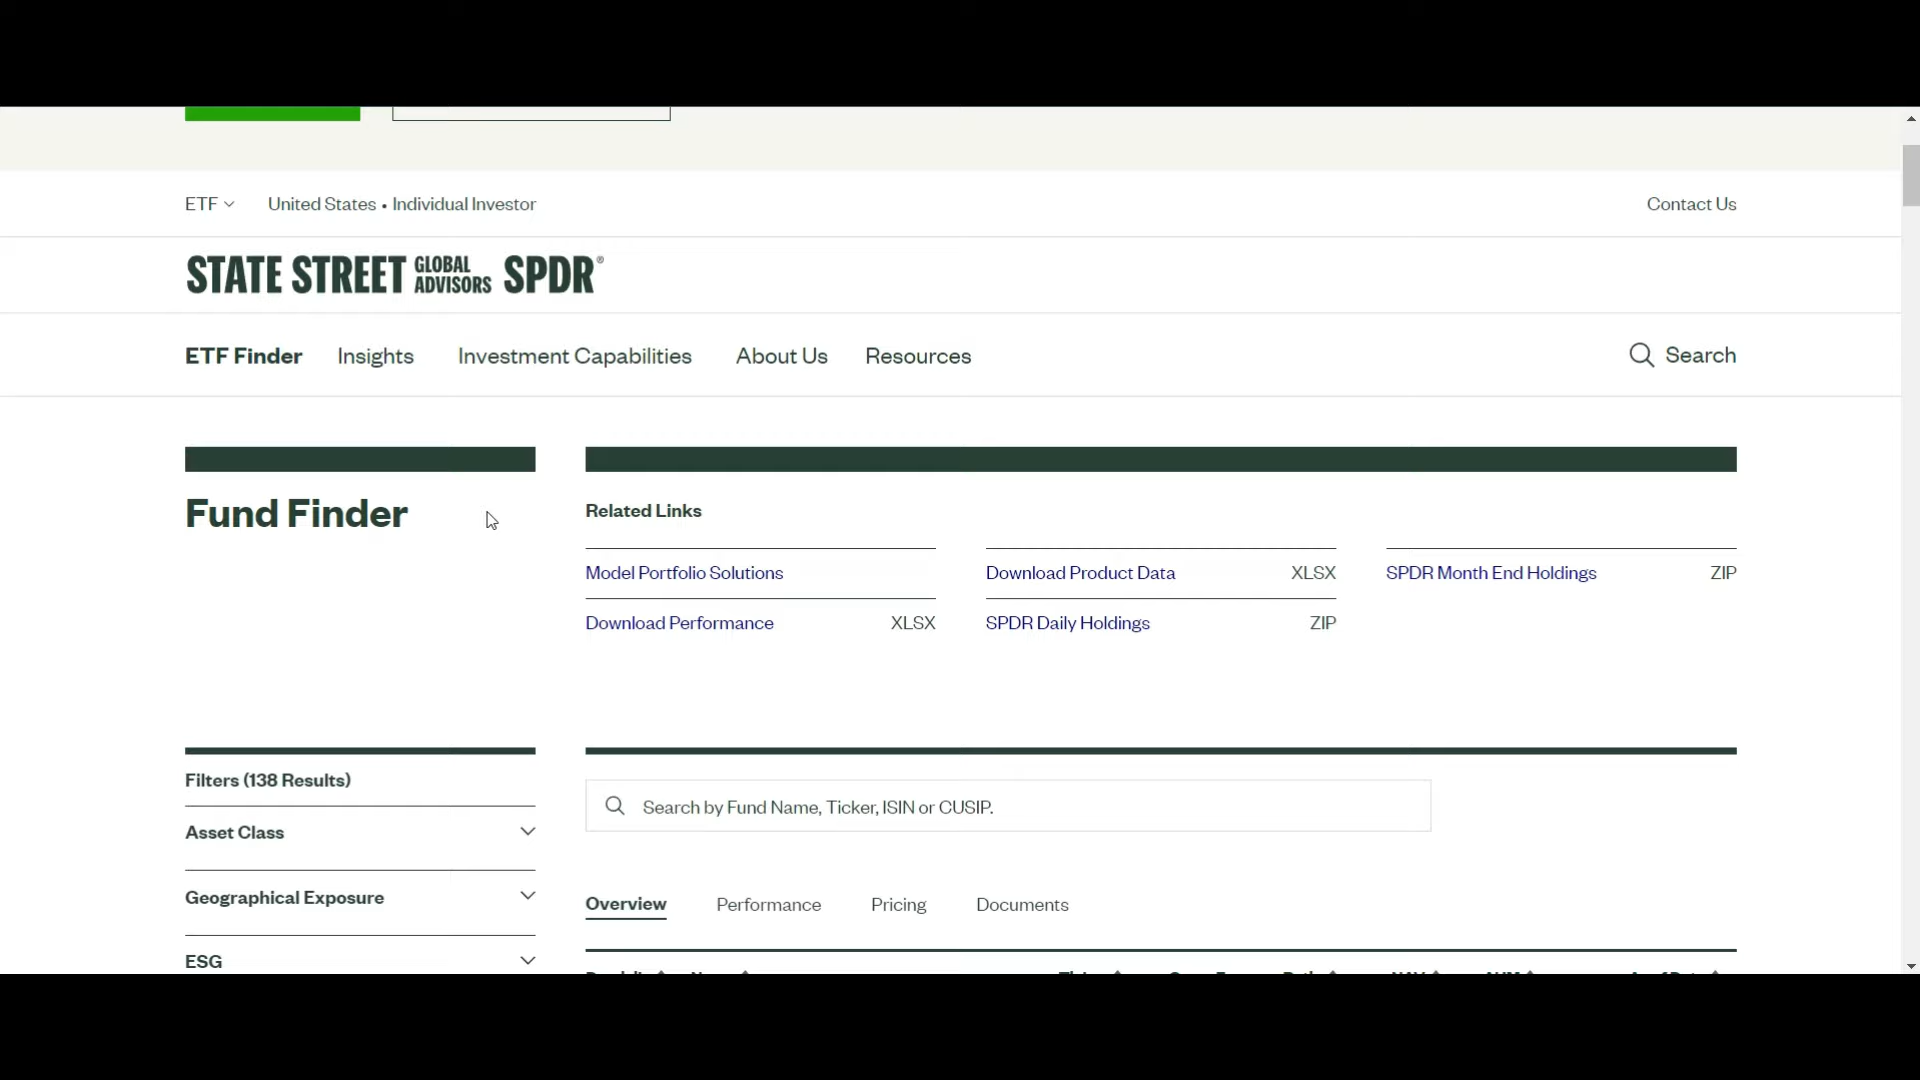 ETF
United States • Individual Investor
Contact Us
STATE STREET GLOBAL ADVISORS SPDR®
ETF Finder
Insights
Investment Capabilities
About Us
Resources
Search
Fund Finder
Related Links
Model Portfolio Solutions
Download Product Data XLSX
SPDR Month End Holdings ZIP
Download Performance XLSX
SPDR Daily Holdings ZIP
Filters (138 Results)
Asset Class
Geographical Exposure
ESG
Search by Fund Name, Ticker, ISIN or CUSIP.
Overview
Performance
Pricing
Documents